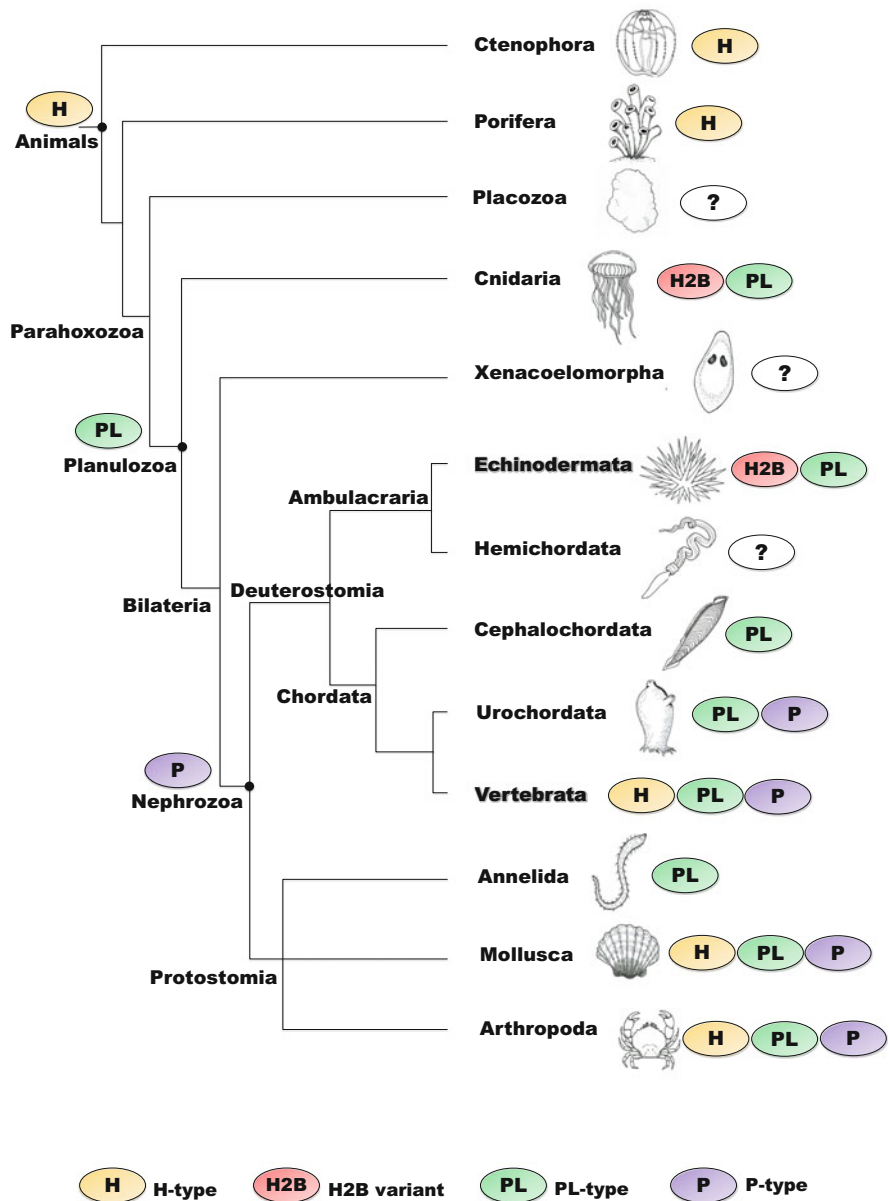 Ctenophora H
H
Animals
Porifera H
Placozoa ?
Cnidaria H2B PL
Parahoxozoa
Xenacoelomorpha ?
PL
Planulozoa
Echinodermata H2B PL
Ambulacraria
Hemichordata ?
Deuterostomia
Bilateria
Cephalochordata PL
Chordata
Urochordata PL P
P
Nephrozoa
Vertebrata H PL P
Annelida PL
Mollusca H PL P
Protostomia
Arthropoda H PL P
H H-type H2B H2B variant PL PL-type P P-type